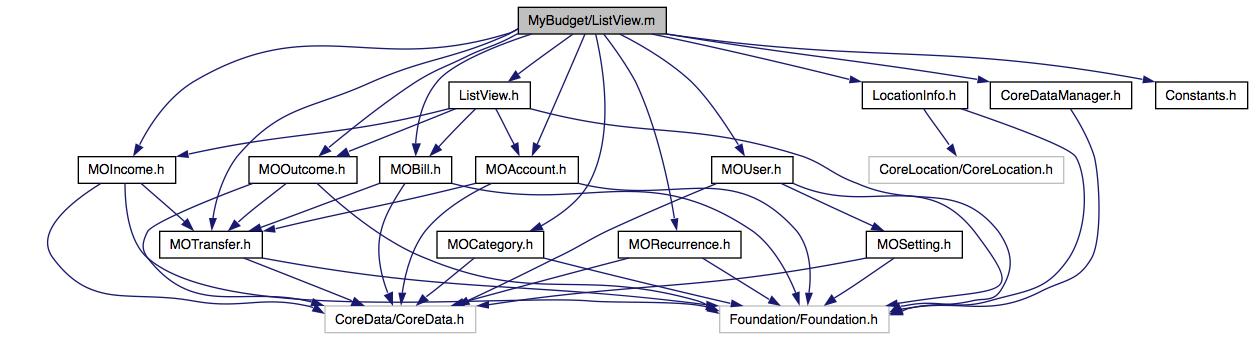 MyBudget/ListView.m
ListView.h
LocationInfo.h
CoreDataManager.h
Constants.h
MOIncome.h
MOOutcome.h
MOBill.h
MOAccount.h
MOUser.h
CoreLocation/CoreLocation.h
MOTransfer.h
MOCategory.h
MORecurrence.h
MOSetting.h
CoreData/CoreData.h
Foundation/Foundation.h